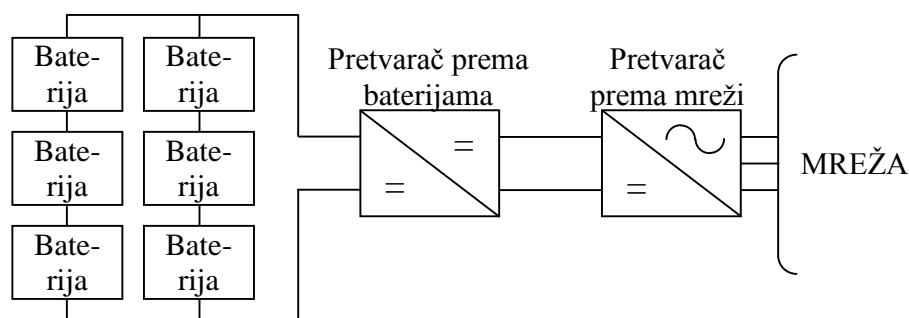 Bate-
rija
Bate-
rija
Bate-
rija
Bate-
rija
Bate-
rija
Bate-
rija
Pretvarač prema
baterijama
Pretvarač
prema mreži
MREŽA